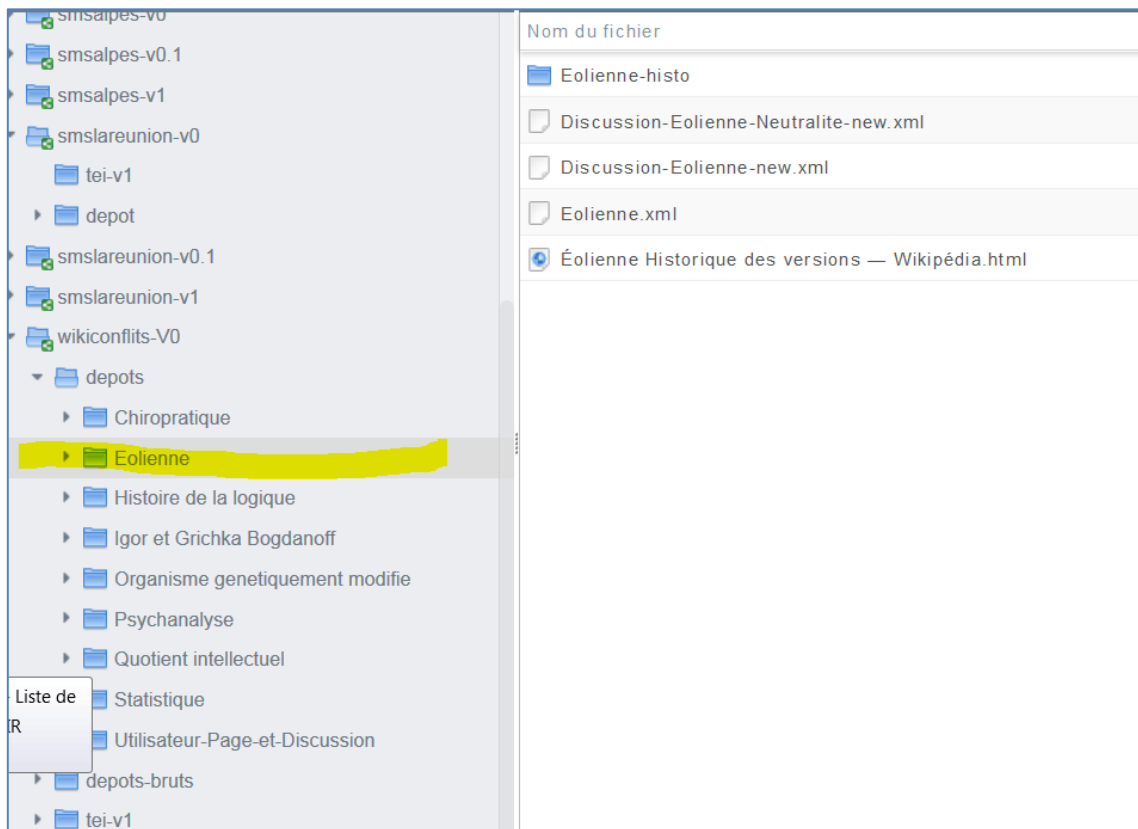 smsalpes-v0
smsalpes-v0.1
smsalpes-v1
smslareunion-v0
tei-v1
depot
smslareunion-v0.1
smslareunion-v1
wikiconflits-V0
depots
Chiropratique
Eolienne
Histoire de la logique
Igor et Grichka Bogdanoff
Organisme genetiquement modifie
Psychanalyse
Quotient intellectuel
Statistique
Utilisateur-Page-et-Discussion
depots-bruts
tei-v1
Liste de
IR
Nom du fichier
Eolienne-histo
Discussion-Eolienne-Neutralite-new.xml
Discussion-Eolienne-new.xml
Eolienne.xml
Éolienne Historique des versions — Wikipédia.html